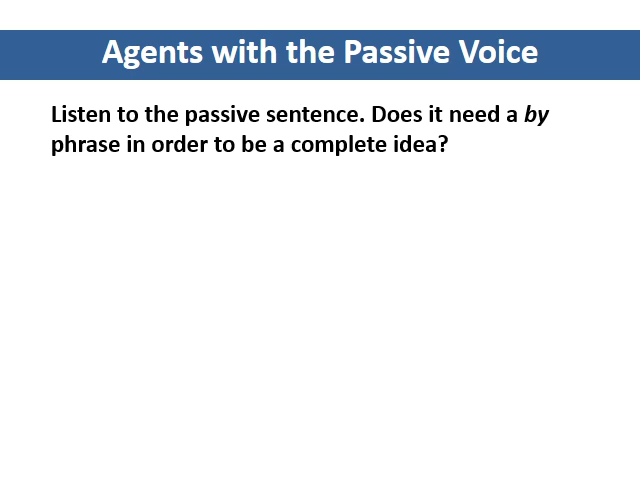 Agents with the Passive Voice
Listen to the passive sentence. Does it need a by
phrase in order to be a complete idea?